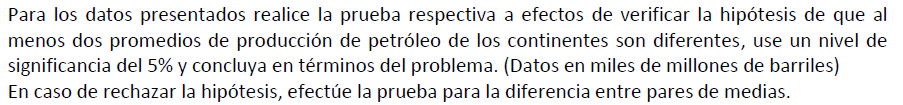 Para los datos presentados realice la prueba respectiva a efectos de verificar la hipótesis de que al
menos dos promedios de producción de petróleo de los continentes son diferentes, use un nivel de
significancia del 5% y concluya en términos del problema. (Datos en miles de millones de barriles)
En caso de rechazar la hipótesis, efectúe la prueba para la diferencia entre pares de medias.